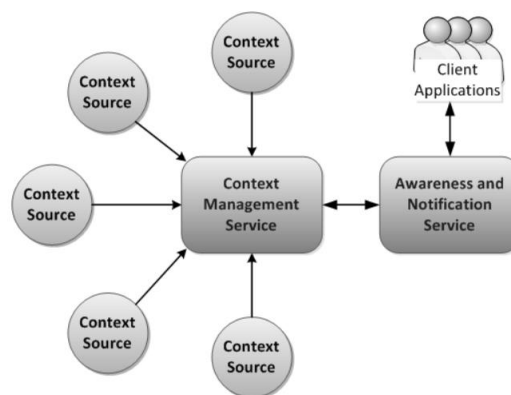 Context
Source
Context
Source
Client
Applications
Context
Management
Service
Awareness and
Notification
Service
Context
Source
Context
Source
Context
Source